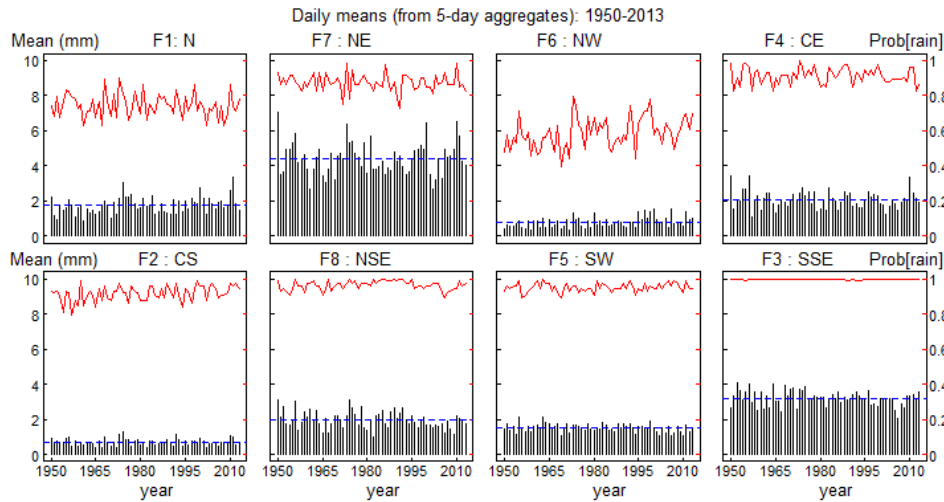 Daily means (from 5-day aggregates): 1950-2013
Mean (mm) F1: N F7 : NE F6 : NW F4 : CE Prob[rain]
10 1
8 0.8
6 0.6
4 0.4
2 0.2
0 0
Mean (mm) F2 : CS F8 : NSE F5 : SW F3 : SSE Prob[rain]
10 1
8 0.8
6 0.6
4 0.4
2 0.2
0 0
1950 1965 1980 1995 2010 1950 1965 1980 1995 2010 1950 1965 1980 1995 2010 1950 1965 1980 1995 2010
year year year year